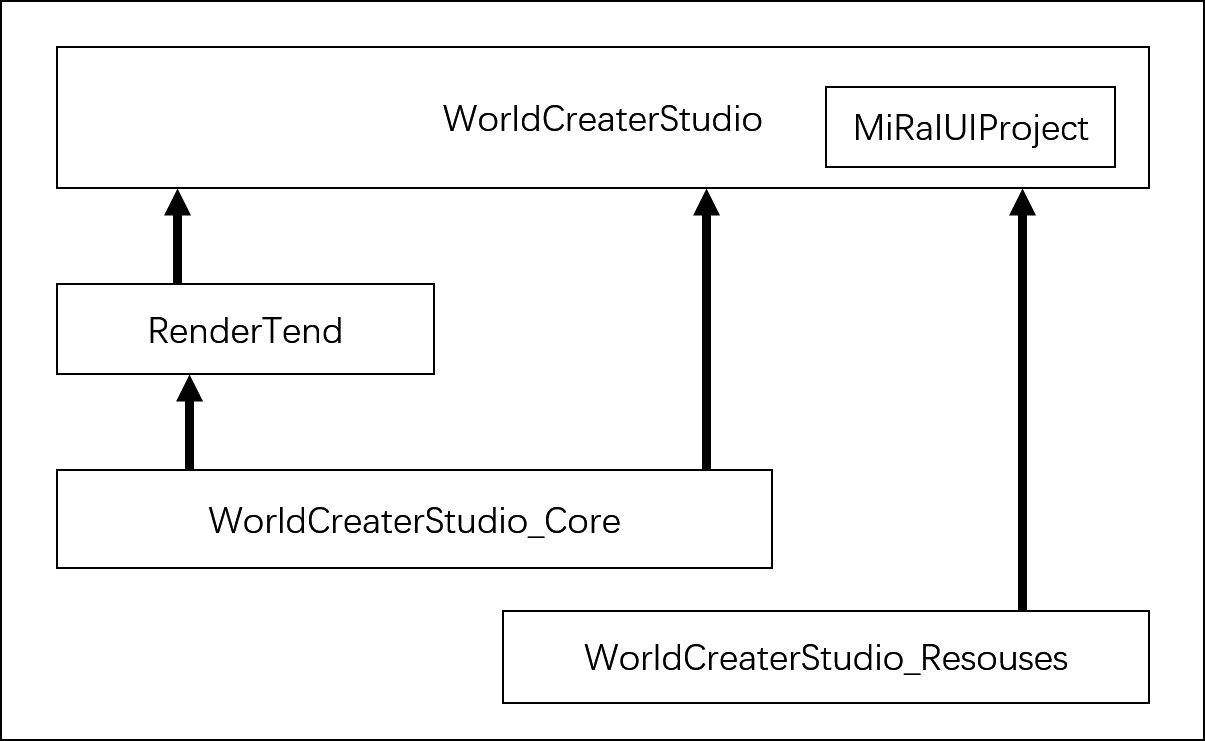 WorldCreaterStudio
MiRaIUIProject
RenderTend
WorldCreaterStudio_Core
WorldCreaterStudio_Resouses